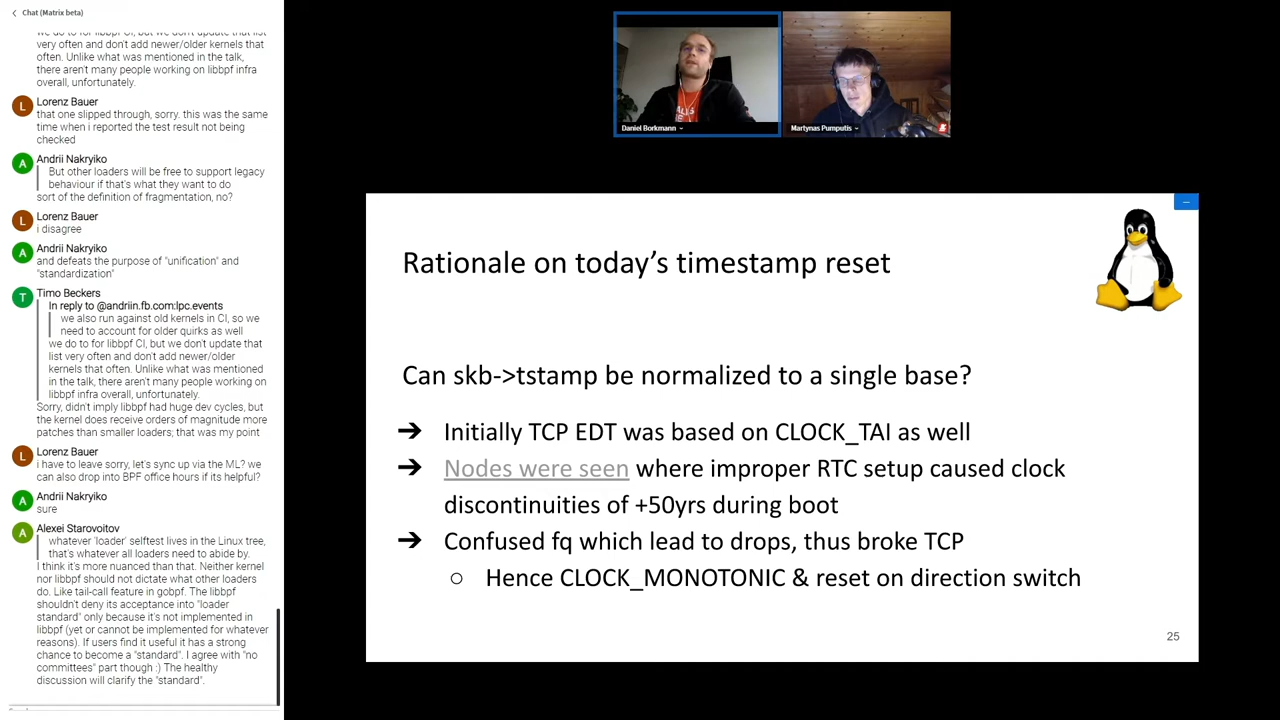 Chat (Matrix beta)
we do to for libbpf CI, but we don't update that list
very often and don't add newer/older kernels that
often. Unlike what was mentioned in the talk,
there aren't many people working on libbpf infra
overall, unfortunately.
L
Lorenz Bauer
that one slipped through, sorry. this was the same
time when i reported the test result not being
checked
A
Andrii Nakryiko
But other loaders will be free to support legacy
behaviour if that's what they want to do
sort of the definition of fragmentation, no?
L
Lorenz Bauer
i disagree
A
Andrii Nakryiko
and defeats the purpose of "unification" and
"standardization"
T
Timo Beckers
In reply to @andriin.fb.com:lpc.events
we also run against old kernels in CI, so we
need to account for older quirks as well
we do to for libbpf CI, but we don't update that
list very often and don't add newer/older
kernels that often. Unlike what was mentioned
in the talk, there aren't many people working on
libbpf infra overall, unfortunately.
Sorry, didn't imply libbpf had huge dev cycles, but
the kernel does receive orders of magnitude more
patches than smaller loaders; that was my point
L
Lorenz Bauer
i have to leave sorry, let's sync up via the ML? we
can also drop into BPF office hours if its helpful?
A
Andrii Nakryiko
sure
A
Alexei Starovoitov
whatever 'loader' selftest lives in the Linux tree,
that's whatever all loaders need to abide by.
I think it's more nuanced than that. Neither kernel
nor libbpf should not dictate what other loaders
do. Like tail-call feature in gobpf. The libbpf
shouldn't deny its acceptance into "loader
standard" only because it's not implemented in
libbpf (yet or cannot be implemented for whatever
reasons). If users find it useful it has a strong
chance to become a "standard". I agree with "no
committees" part though :) The healthy
discussion will clarify the "standard".
Daniel Borkmann
Martynas Pumputis
Rationale on today's timestamp reset
Can skb->tstamp be normalized to a single base?
➔ Initially TCP EDT was based on CLOCK_TAI as well
➔ Nodes were seen where improper RTC setup caused clock
discontinuities of +50yrs during boot
➔ Confused fq which lead to drops, thus broke TCP
○ Hence CLOCK_MONOTONIC & reset on direction switch
25